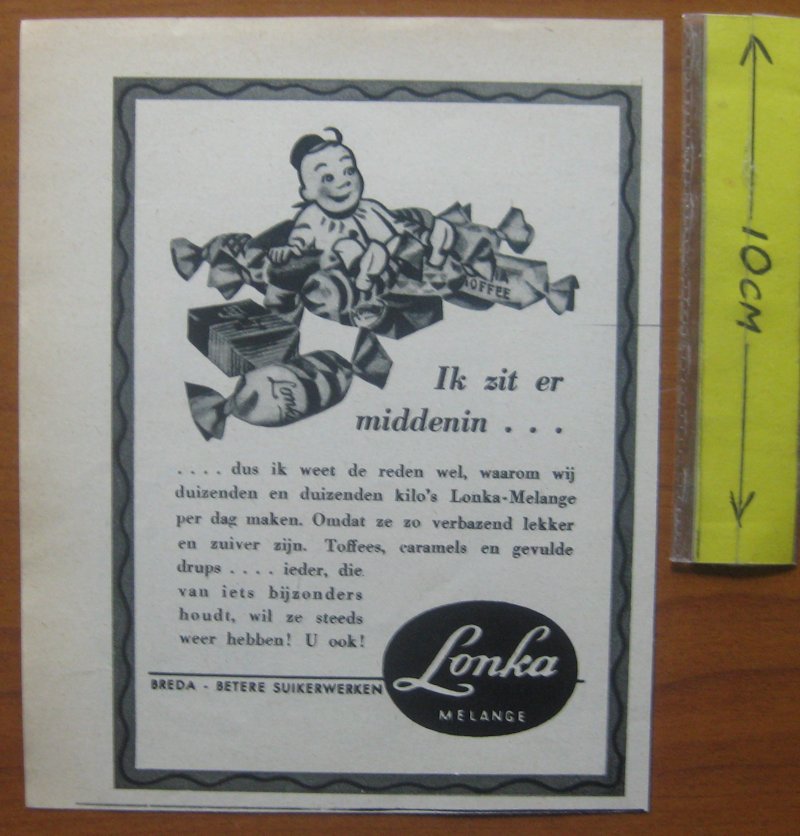 TOFFEE
Lonka
Ik zit er
middenin . . .
. . . . dus ik weet de reden wel, waarom wij
duizenden en duizenden kilo's Lonka-Melange
per dag maken. Omdat ze zo verbazend lekker
en zuiver zijn. Toffees, caramels en gevulde
drups . . . . ieder, die
van iets bijzonders
houdt, wil ze steeds
weer hebben! U ook!
BREDA - BETERE SUIKERWERKEN
Lonka
MELANGE
10CM